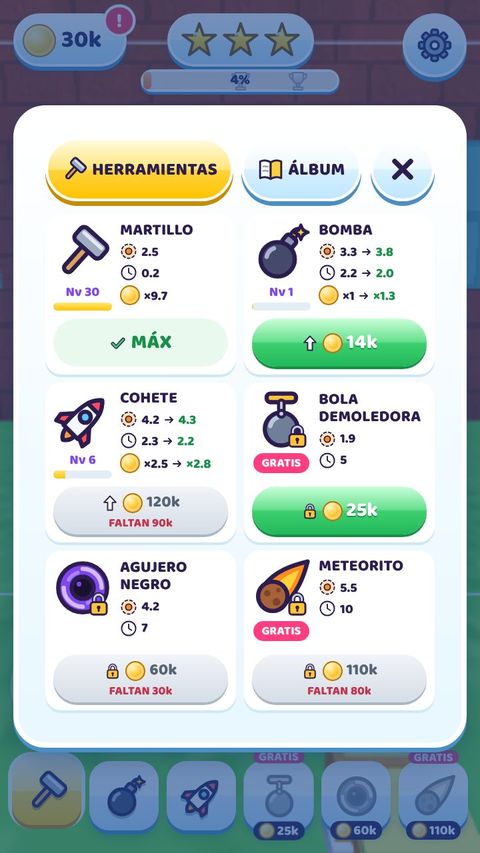 30k
!
4%
HERRAMIENTAS
ÁLBUM
MARTILLO
2.5
0.2
Nv 30
×9.7
MÁX
BOMBA
3.3 → 3.8
2.2 → 2.0
Nv 1
×1 → ×1.3
14k
COHETE
4.2 → 4.3
2.3 → 2.2
Nv 6
×2.5 → ×2.8
120k
FALTAN 90k
BOLA
DEMOLEDORA
1.9
5
GRATIS
25k
AGUJERO
NEGRO
4.2
7
60k
FALTAN 30k
METEORITO
5.5
10
GRATIS
110k
FALTAN 80k
GRATIS
GRATIS
25k
60k
110k